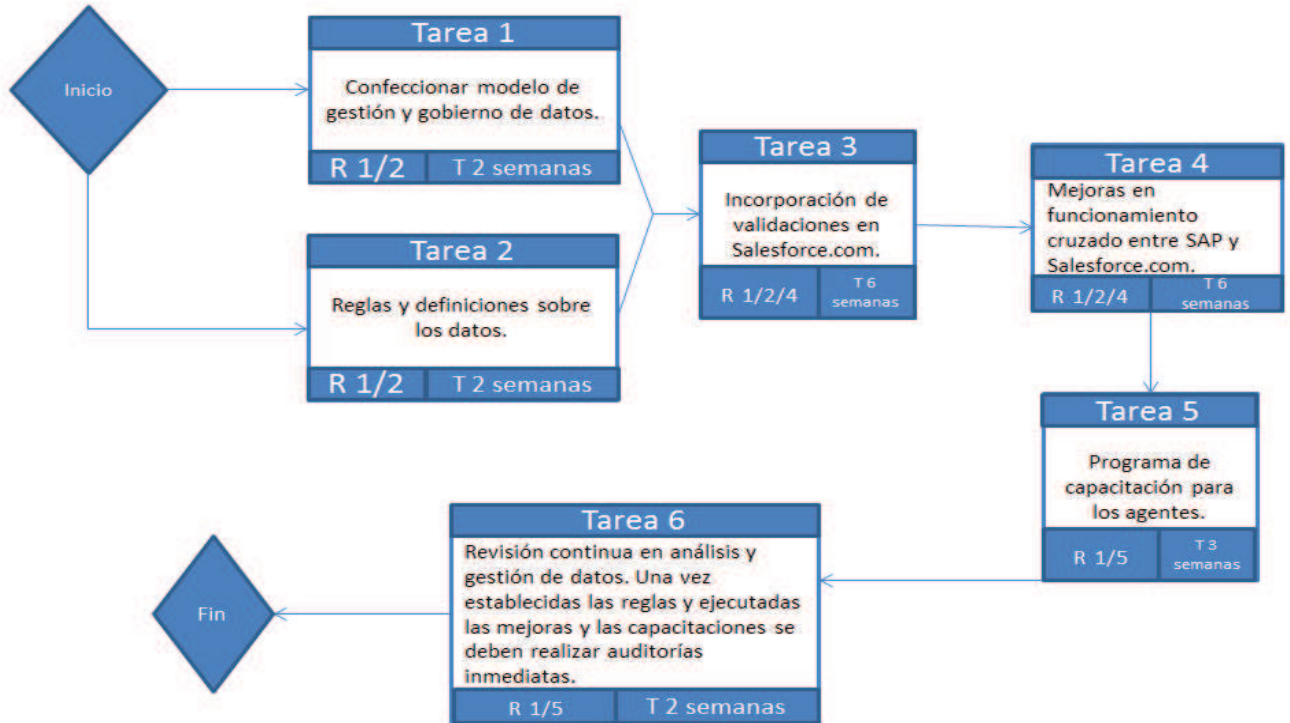 Inicio
Tarea 1
Confeccionar modelo de
gestión y gobierno de datos.
R 1/2
T 2 semanas
Tarea 2
Reglas y definiciones sobre
los datos.
R 1/2
T 2 semanas
Tarea 3
Incorporación de
validaciones en
Salesforce.com.
R 1/2/4
T 6
semanas
Tarea 4
Mejoras en
funcionamiento
cruzado entre SAP y
Salesforce.com.
R 1/2/4
T 6
semanas
Tarea 5
Programa de
capacitación para
los agentes.
R 1/5
T 3
semanas
Tarea 6
Revisión continua en análisis y
gestión de datos. Una vez
establecidas las reglas y ejecutadas
las mejoras y las capacitaciones se
deben realizar auditorías
inmediatas.
R 1/5
T 2 semanas
Fin